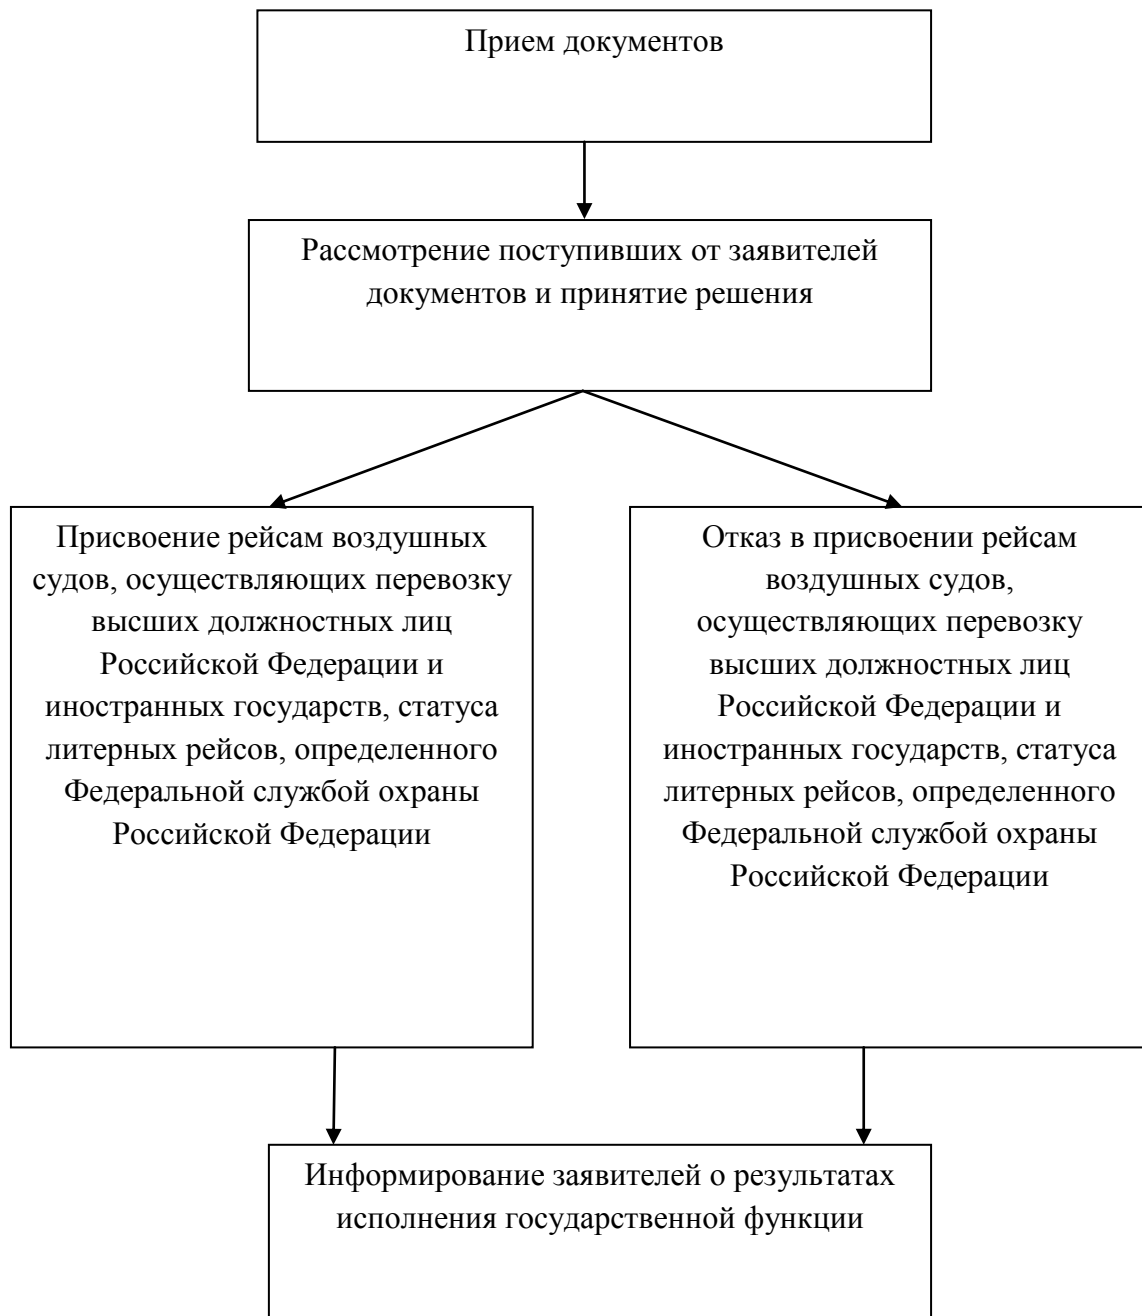 Прием документов
Рассмотрение поступивших от заявителей
документов и принятие решения
Присвоение рейсам воздушных
судов, осуществляющих перевозку
высших должностных лиц
Российской Федерации и
иностранных государств, статуса
литерных рейсов, определенного
Федеральной службой охраны
Российской Федерации
Отказ в присвоении рейсам
воздушных судов,
осуществляющих перевозку
высших должностных лиц
Российской Федерации и
иностранных государств, статуса
литерных рейсов, определенного
Федеральной службой охраны
Российской Федерации
Информирование заявителей о результатах
исполнения государственной функции